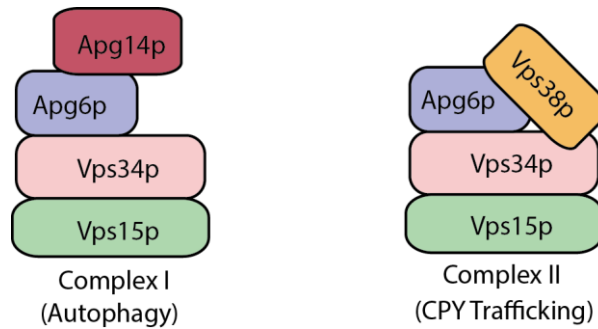 Apg14p
Apg6p
Vps34p
Vps15p
Complex I
(Autophagy)
Vps38p
Apg6p
Vps34p
Vps15p
Complex II
(CPY Trafficking)